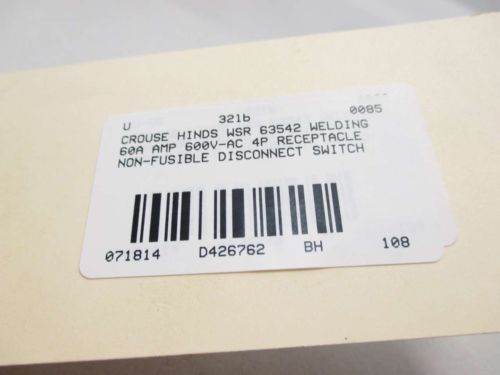 U 321b 0085
CROUSE HINDS WSR 63542 WELDING
60A AMP 600V-AC 4P RECEPTACLE
NON-FUSIBLE DISCONNECT SWITCH
071814 D426762 BH 108